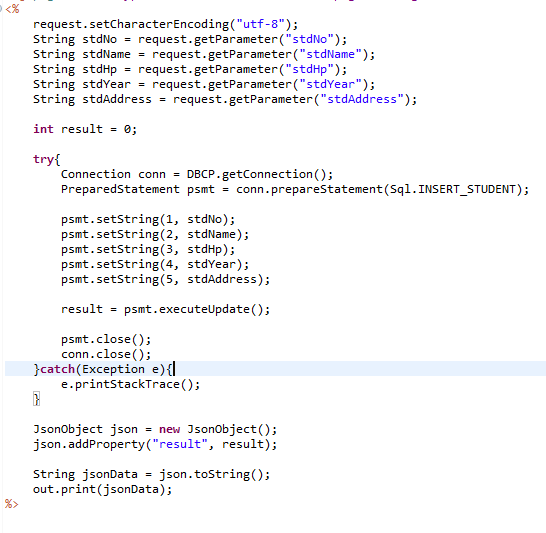 <%
request.setCharacterEncoding("utf-8");
String stdNo = request.getParameter("stdNo");
String stdName = request.getParameter("stdName");
String stdHp = request.getParameter("stdHp");
String stdYear = request.getParameter("stdYear");
String stdAddress = request.getParameter("stdAddress");
int result = 0;
try{
Connection conn = DBCP.getConnection();
PreparedStatement psmt = conn.prepareStatement(Sql.INSERT_STUDENT);
psmt.setString(1, stdNo);
psmt.setString(2, stdName);
psmt.setString(3, stdHp);
psmt.setString(4, stdYear);
psmt.setString(5, stdAddress);
result = psmt.executeUpdate();
psmt.close();
conn.close();
}catch(Exception e){
e.printStackTrace();
}
JsonObject json = new JsonObject();
json.addProperty("result", result);
String jsonData = json.toString();
out.print(jsonData);
%>